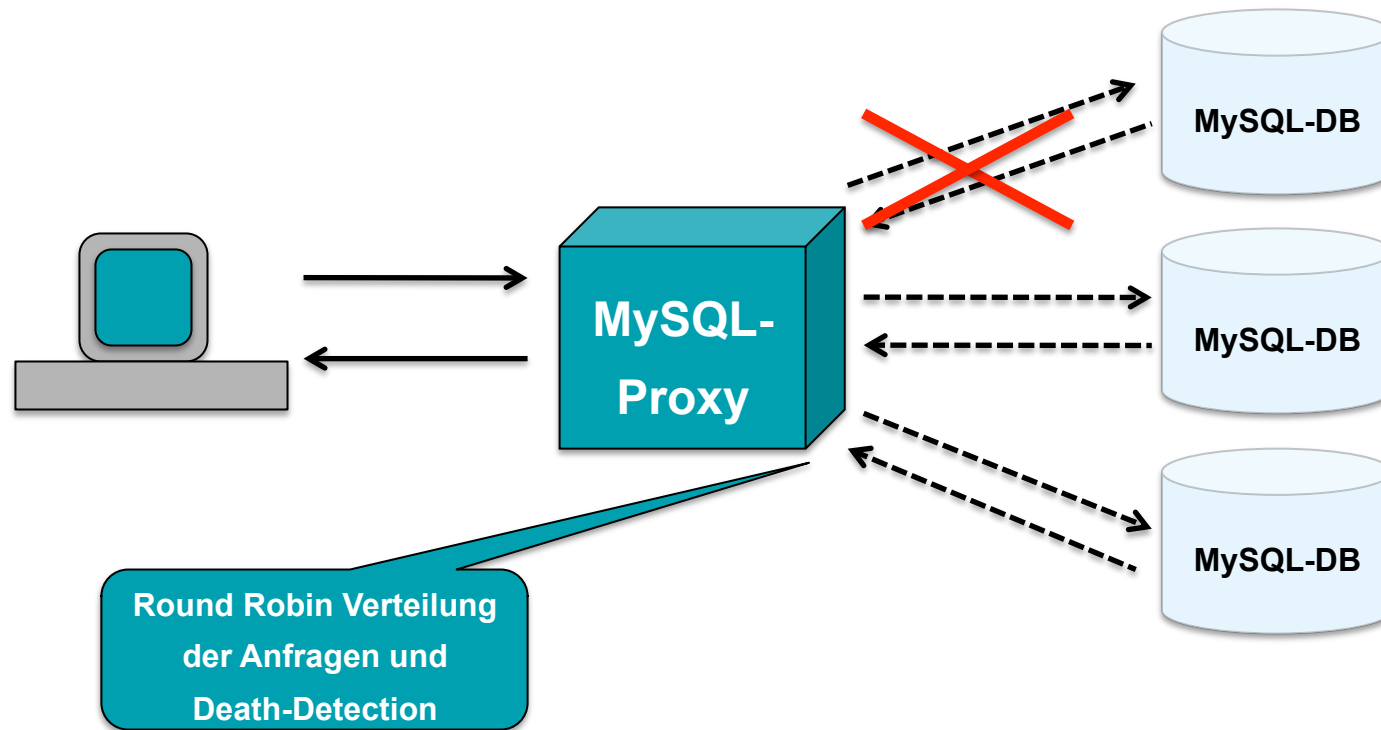 MySQL-DB
MySQL-
Proxy
MySQL-DB
MySQL-DB
Round Robin Verteilung
der Anfragen und
Death-Detection